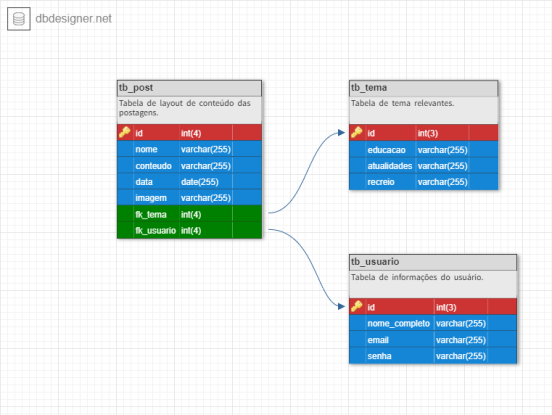 dbdesigner.net
tb_post
Tabela de layout de conteúdo das
postagens.
id int(4)
nome varchar(255)
conteudo varchar(255)
data date(255)
imagem varchar(255)
fk_tema int(4)
fk_usuario int(4)
tb_tema
Tabela de tema relevantes.
id int(3)
educacao varchar(255)
atualidades varchar(255)
recreio varchar(255)
tb_usuario
Tabela de informações do usuário.
id int(3)
nome_completo varchar(255)
email varchar(255)
senha varchar(255)